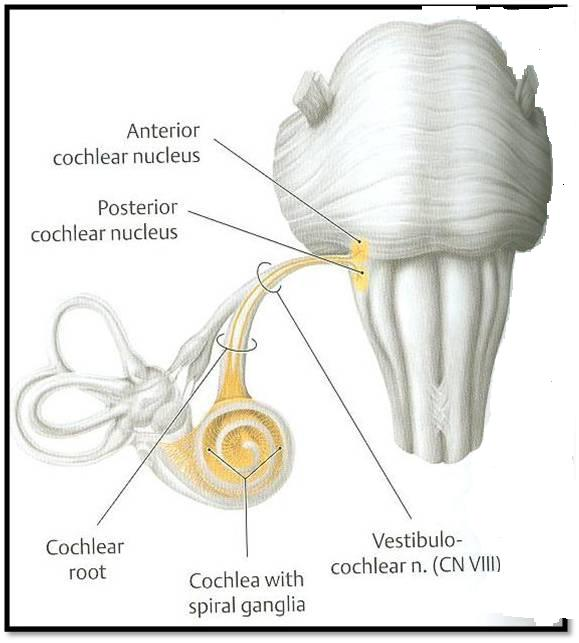 Anterior
cochlear nucleus
Posterior
cochlear nucleus
Cochlear
root
Cochlea with
spiral ganglia
Vestibulo-
cochlear n. (CN VIII)